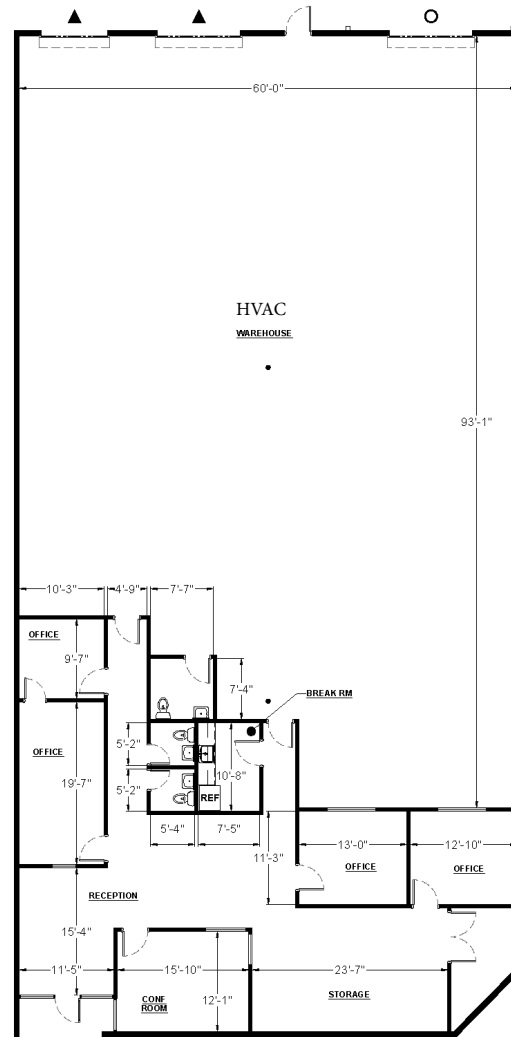 60'-0"
HVAC
WAREHOUSE
93'-1"
10'-3"
4'-9"
7'-7"
OFFICE
9'-7"
7'-4"
BREAK RM
5'-2"
OFFICE
10'-8"
19'-7"
5'-2"
REF
5'-4"
7'-5"
13'-0"
12'-10"
11'-3"
OFFICE
OFFICE
RECEPTION
15'-4"
11'-5"
15'-10"
23'-7"
CONF
ROOM
12'-1"
STORAGE